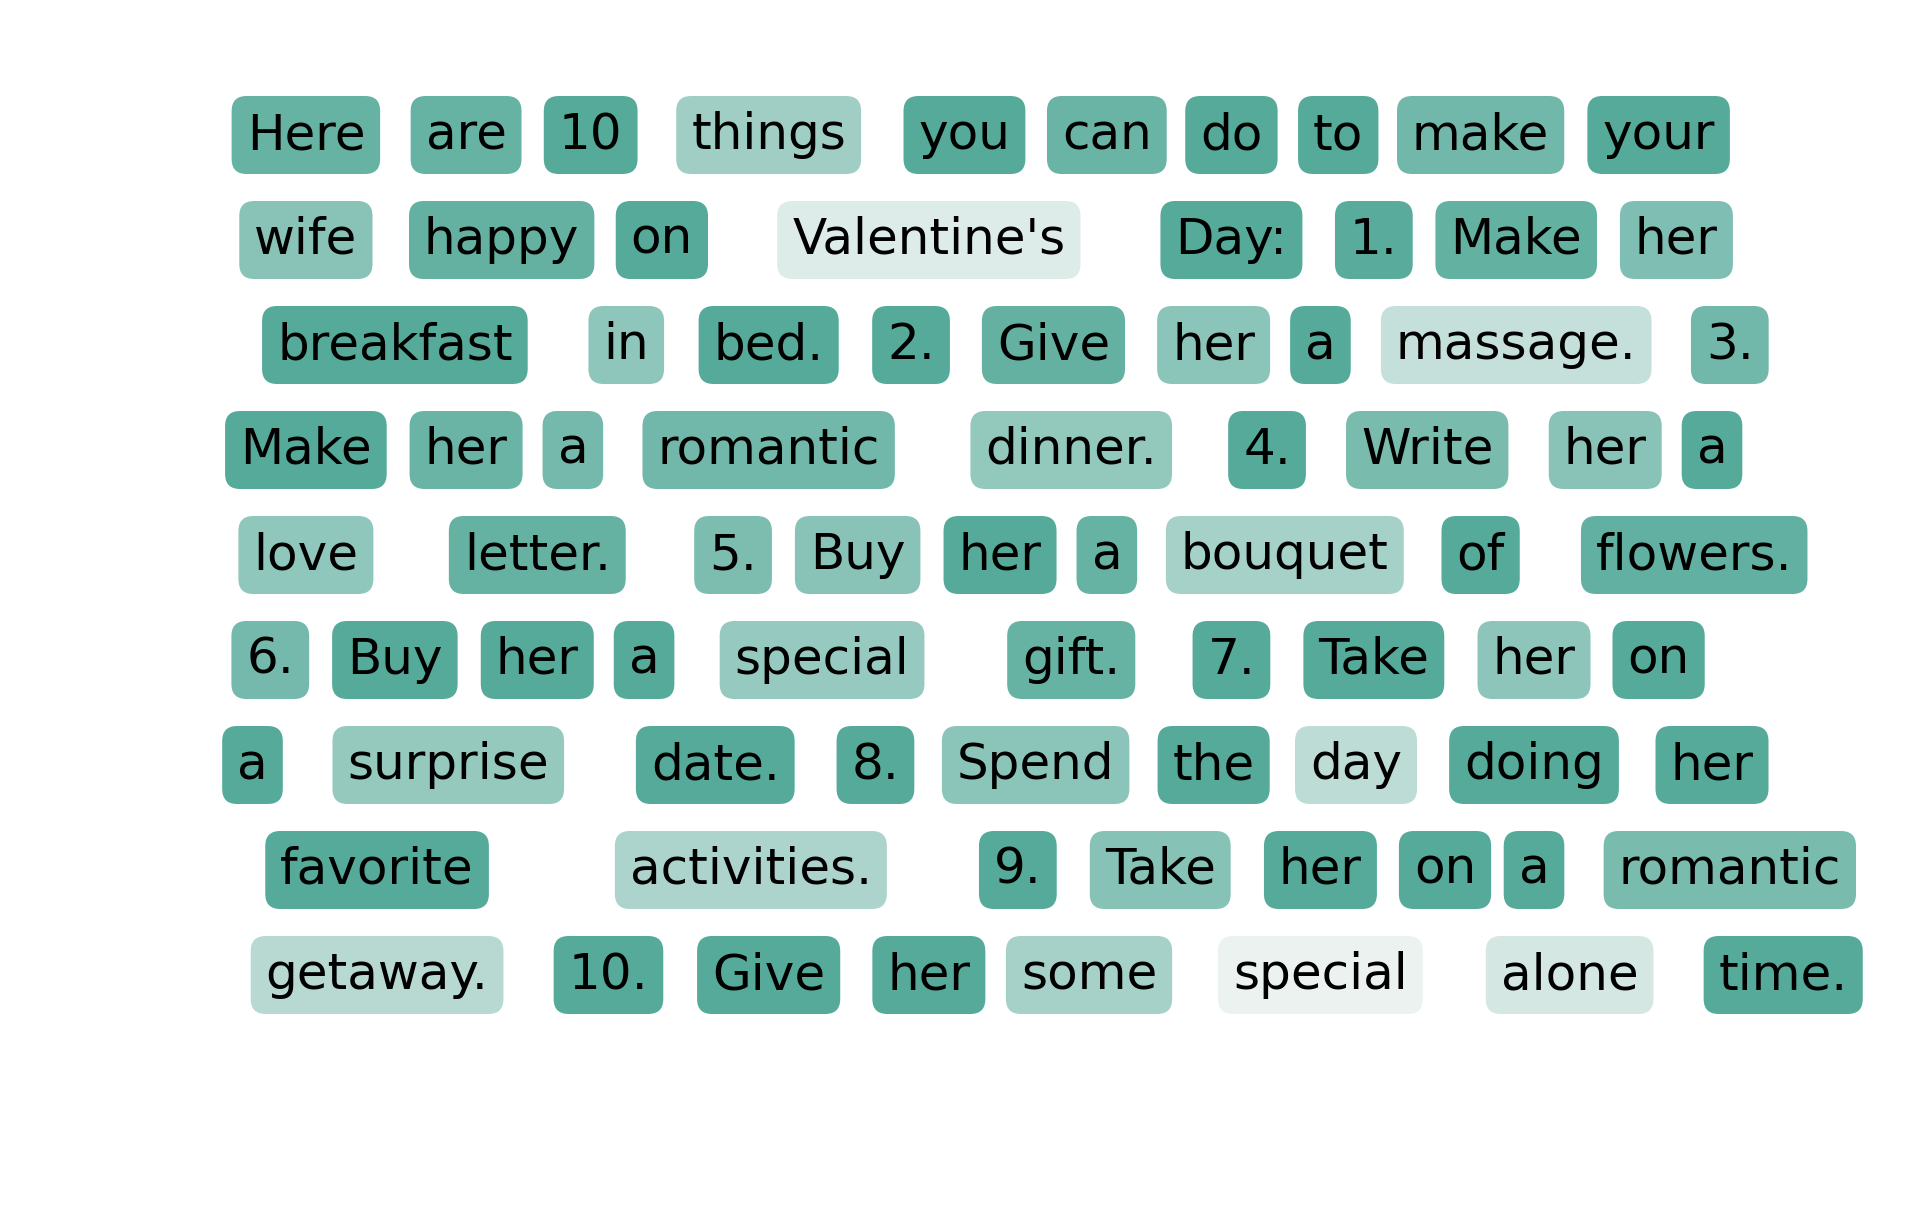 Here are 10 things you can do to make your
wife happy on Valentine's Day: 1. Make her
breakfast in bed. 2. Give her a massage. 3.
Make her a romantic dinner. 4. Write her a
love letter. 5. Buy her a bouquet of flowers.
6. Buy her a special gift. 7. Take her on
a surprise date. 8. Spend the day doing her
favorite activities. 9. Take her on a romantic
getaway. 10. Give her some special alone time.